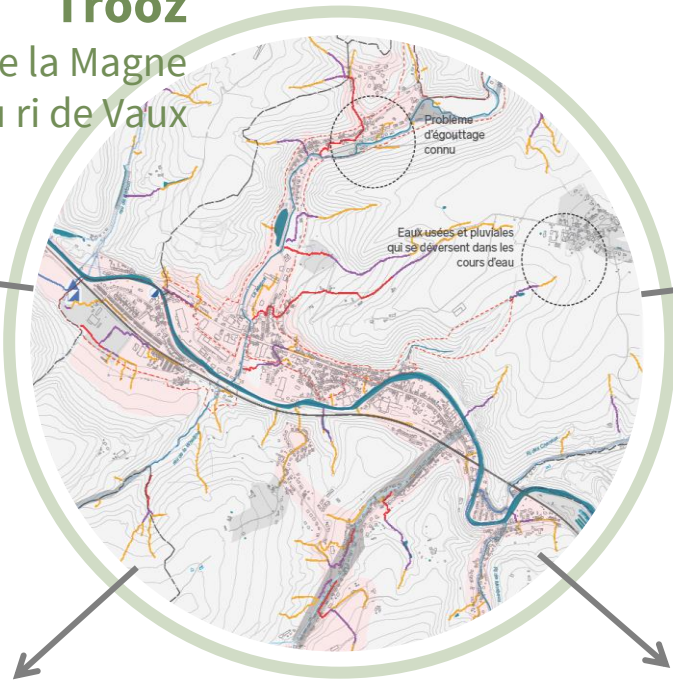 Trooz
e la Magne
ri de Vaux
Problème
d'égouttage
connu
Eaux usées et pluviales
qui se déversent dans les
cours d'eau